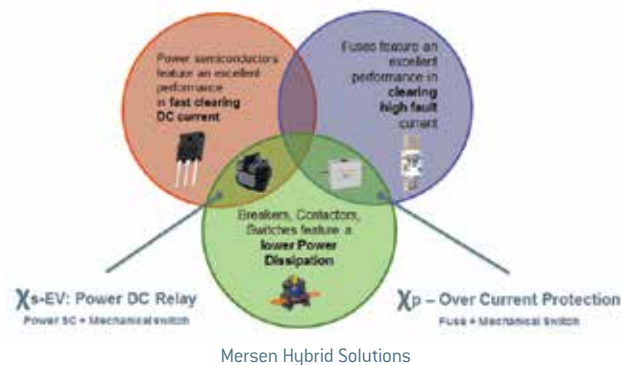 Power semiconductors
feature an excellent
performance
in fast clearing
DC current
Fuses feature an
excellent
performance in
clearing
high fault
current
Breakers, Contactors,
Switches feature a
lower Power
Dissipation
χs-EV: Power DC Relay
Power SC + Mechanical switch
χp – Over Current Protection
Fuse + Mechanical Switch
Mersen Hybrid Solutions